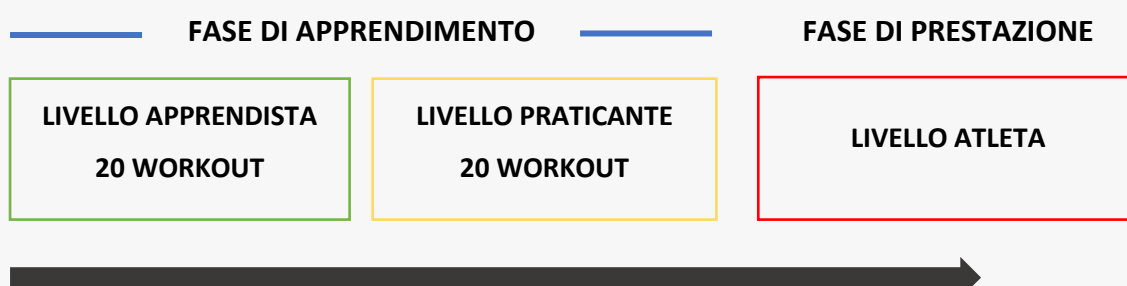 FASE DI APPRENDIMENTO
FASE DI PRESTAZIONE
LIVELLO APPRENDISTA
20 WORKOUT
LIVELLO PRATICANTE
20 WORKOUT
LIVELLO ATLETA